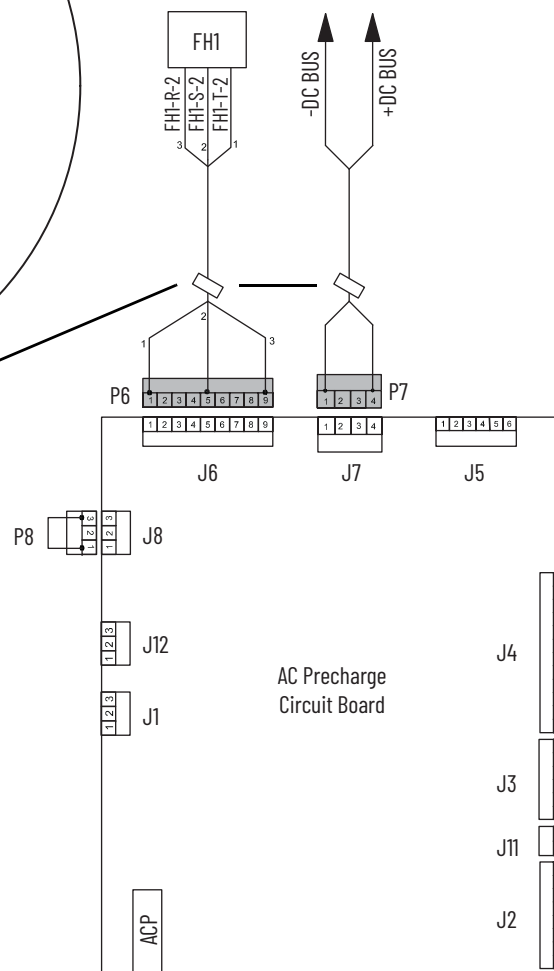 FH1
FH1-R-2
FH1-S-2
FH1-T-2
-DC BUS
+DC BUS
3
2
1
1
2
3
P6
1 2 3 4 5 6 7 8 9
1 2 3 4 P7
1 2 3 4 5 6 7 8 9
1 2 3 4
1 2 3 4 5 6
J6
J7
J5
P8
3 2 1
3 2 1
J8
3 2 1
J12
3 2 1
J1
AC Precharge
Circuit Board
J4
J3
J11
J2
ACP